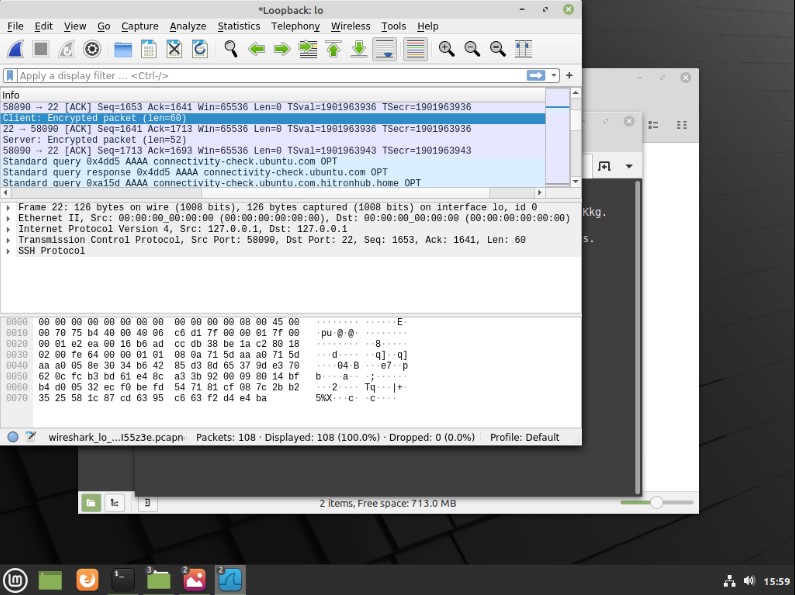 *Loopback: lo
File Edit View Go Capture Analyze Statistics Telephony Wireless Tools Help
Apply a display filter ... <Ctrl-/>
Info
58090 → 22 [ACK] Seq=1653 Ack=1641 Win=65536 Len=0 TSval=1901963936 TSecr=1901963936
Client: Encrypted packet (len=60)
22 → 58090 [ACK] Seq=1641 Ack=1713 Win=65536 Len=0 TSval=1901963936 TSecr=1901963936
Server: Encrypted packet (len=52)
58090 → 22 [ACK] Seq=1713 Ack=1693 Win=65536 Len=0 TSval=1901963943 TSecr=1901963943
Standard query 0x4dd5 AAAA connectivity-check.ubuntu.com OPT
Standard query response 0x4dd5 AAAA connectivity-check.ubuntu.com OPT
Standard query 0xa15d AAAA connectivity-check.ubuntu.com.hitronhub.home OPT
Frame 22: 126 bytes on wire (1008 bits), 126 bytes captured (1008 bits) on interface lo, id 0
Ethernet II, Src: 00:00:00_00:00:00 (00:00:00:00:00:00), Dst: 00:00:00_00:00:00 (00:00:00:00:00:00)
Internet Protocol Version 4, Src: 127.0.0.1, Dst: 127.0.0.1
Transmission Control Protocol, Src Port: 58090, Dst Port: 22, Seq: 1653, Ack: 1641, Len: 60
SSH Protocol
Kkg.
s.
0000 00 00 00 00 00 00 00 00 00 00 00 00 08 00 45 00 ········ ······E·
0010 00 70 75 b4 40 00 40 06 c6 d1 7f 00 00 01 7f 00 ·pu·@·@· ········
0020 00 01 e2 ea 00 16 b6 ad cc db 38 be 1a c2 80 18 ········ ··8·····
0030 02 00 fe 64 00 00 01 01 08 0a 71 5d aa a0 71 5d ···d···· ··q]··q]
0040 aa a0 05 8e 30 34 b6 42 85 d3 8d 65 37 9d e3 70 ····04·B ···e7··p
0050 62 0c fc b3 bd 61 e4 8c a3 3b 92 00 09 80 14 bf b····a·· ·;······
0060 b4 d0 05 32 ec f0 be fd 54 71 81 cf 08 7c 2b b2 ···2···· Tq···|+·
0070 35 25 58 1c 87 cd 63 95 c6 63 f2 d4 e4 ba 5%X···c· ·c····
wireshark_lo_...I55z3e.pcapn
Packets: 108 · Displayed: 108 (100.0%) · Dropped: 0 (0.0%)
Profile: Default
2 items, Free space: 713.0 MB
3
2
2
15:59